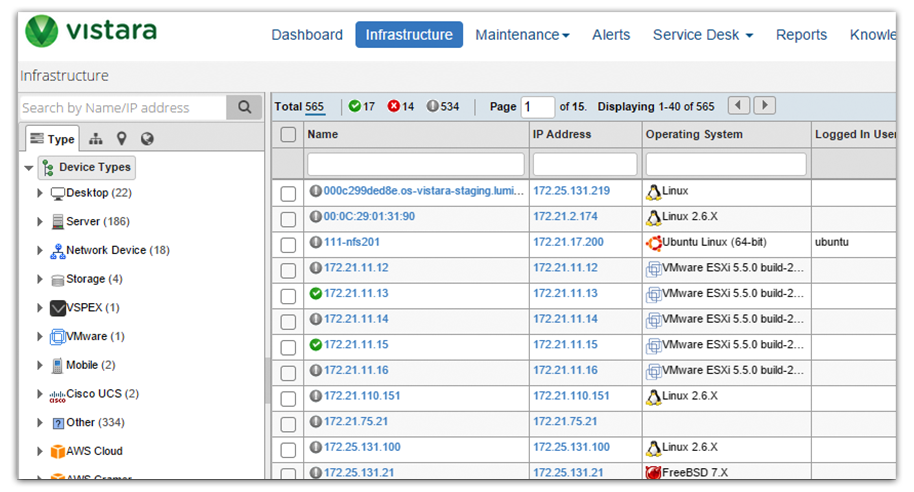 vistara
Dashboard Infrastructure Maintenance Alerts Service Desk Reports Knowle
Infrastructure
Search by Name/IP address
Total 565 17 14 534 Page 1 of 15. Displaying 1-40 of 565
Type
Name IP Address Operating System Logged In User
Device Types
Desktop (22)
Server (186)
Network Device (18)
Storage (4)
VSPEX (1)
VMware (1)
Mobile (2)
Cisco UCS (2)
Other (334)
AWS Cloud
AWS Cramer
000c299ded8e.os-vistara-staging.lumi... 172.25.131.219 Linux
00:0C:29:01:31:90 172.21.2.174 Linux 2.6.X
111-nfs201 172.21.17.200 Ubuntu Linux (64-bit) ubuntu
172.21.11.12 172.21.11.12 VMware ESXi 5.5.0 build-2...
172.21.11.13 172.21.11.13 VMware ESXi 5.5.0 build-2...
172.21.11.14 172.21.11.14 VMware ESXi 5.5.0 build-2...
172.21.11.15 172.21.11.15 VMware ESXi 5.5.0 build-2...
172.21.11.16 172.21.11.16 VMware ESXi 5.5.0 build-2...
172.21.110.151 172.21.110.151 Linux 2.6.X
172.21.75.21 172.21.75.21
172.25.131.100 172.25.131.100 Linux 2.6.X
172.25.131.21 172.25.131.21 FreeBSD 7.X